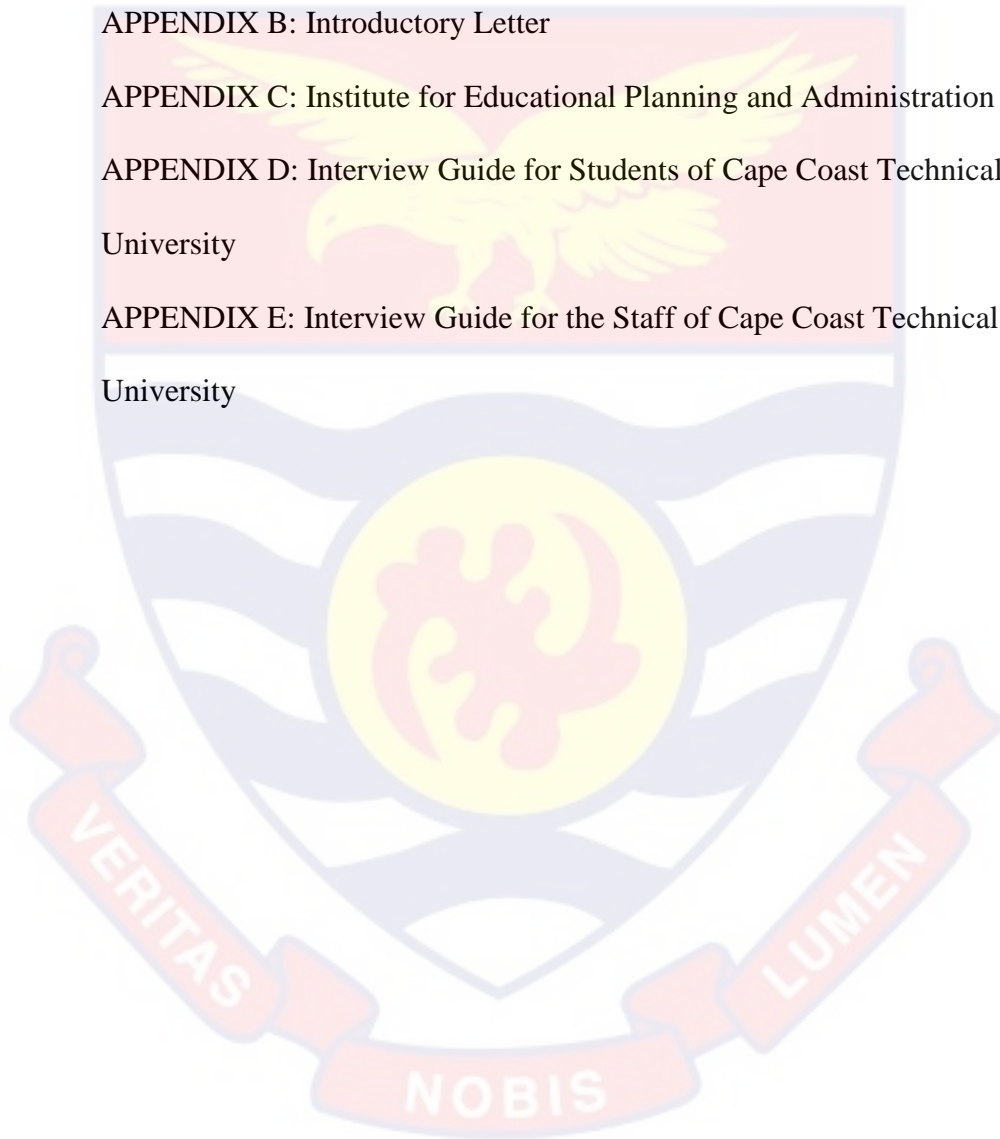 APPENDIX B: Introductory Letter
APPENDIX C: Institute for Educational Planning and Administration
APPENDIX D: Interview Guide for Students of Cape Coast Technical
University
APPENDIX E: Interview Guide for the Staff of Cape Coast Technical
University
VERITAS
NOBIS
LUMEN